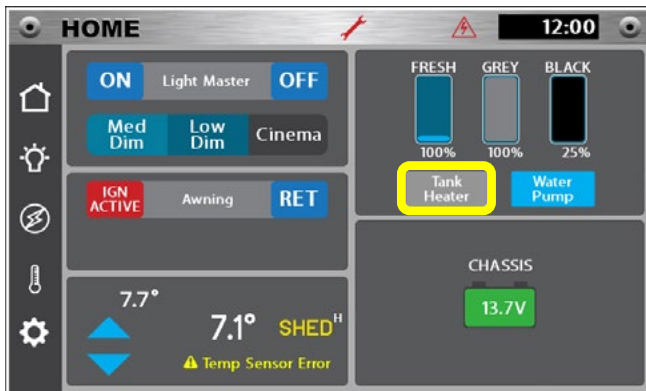 HOME
12:00
ON Light Master OFF
Med Dim
Low Dim
Cinema
IGN ACTIVE
Awning
RET
7.7°
7.1° SHED H
Temp Sensor Error
FRESH GREY BLACK
100% 100% 25%
Tank Heater
Water Pump
CHASSIS
13.7V